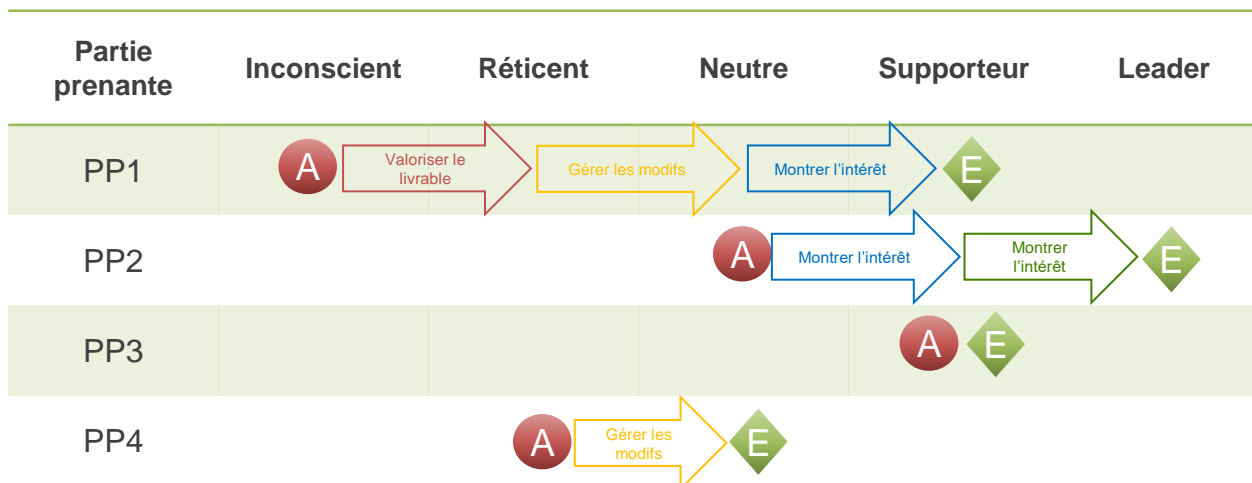 Partie
prenante
Inconscient
Réticent
Neutre
Supporteur
Leader
PP1
A
Valoriser le
livrable
Gérer les modifs
Montrer l'intérêt
E
PP2
A
Montrer l'intérêt
Montrer
l'intérêt
E
PP3
A
E
PP4
A
Gérer les
modifs
E